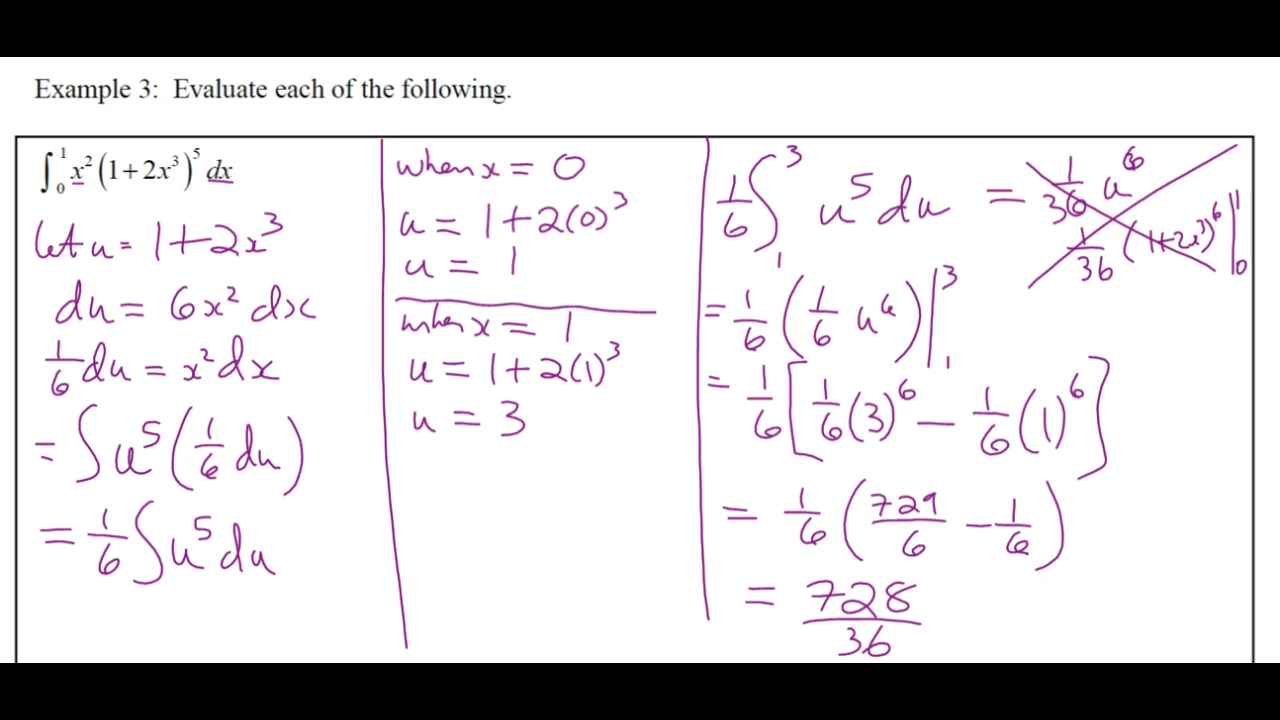 Example 3: Evaluate each of the following.
∫₀¹ x² (1+2x³)⁵ dx
let u = 1+2x³
du = 6x² dx
1/6 du = x² dx
= ∫ u⁵ (1/6 du)
= 1/6 ∫ u⁵ du
when x = 0
u = 1+2(0)³
u = 1
when x = 1
u = 1+2(1)³
u = 3
1/6 ∫₁³ u⁵ du = 1/36 u⁶
1/36 (1+2x³)⁶ |₀¹
= 1/6 (1/6 u⁶) |₁³
= 1/6 [1/6 (3)⁶ − 1/6 (1)⁶]
= 1/6 (729/6 − 1/6)
= 728/36